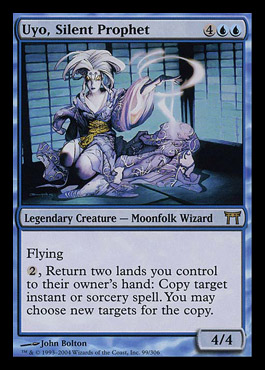 Uyo, Silent Prophet 4
Legendary Creature — Moonfolk Wizard
Flying
2, Return two lands you control
to their owner's hand: Copy target
instant or sorcery spell. You may
choose new targets for the copy.
John Bolton
™ & © 1993-2004 Wizards of the Coast, Inc. 99/306
4/4